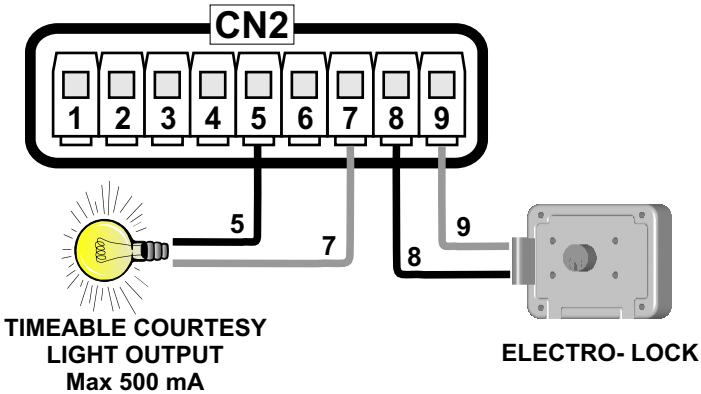 CN2
1 2 3 4 5 6 7 8 9
5
7
9
8
TIMEABLE COURTESY
LIGHT OUTPUT
Max 500 mA
ELECTRO- LOCK